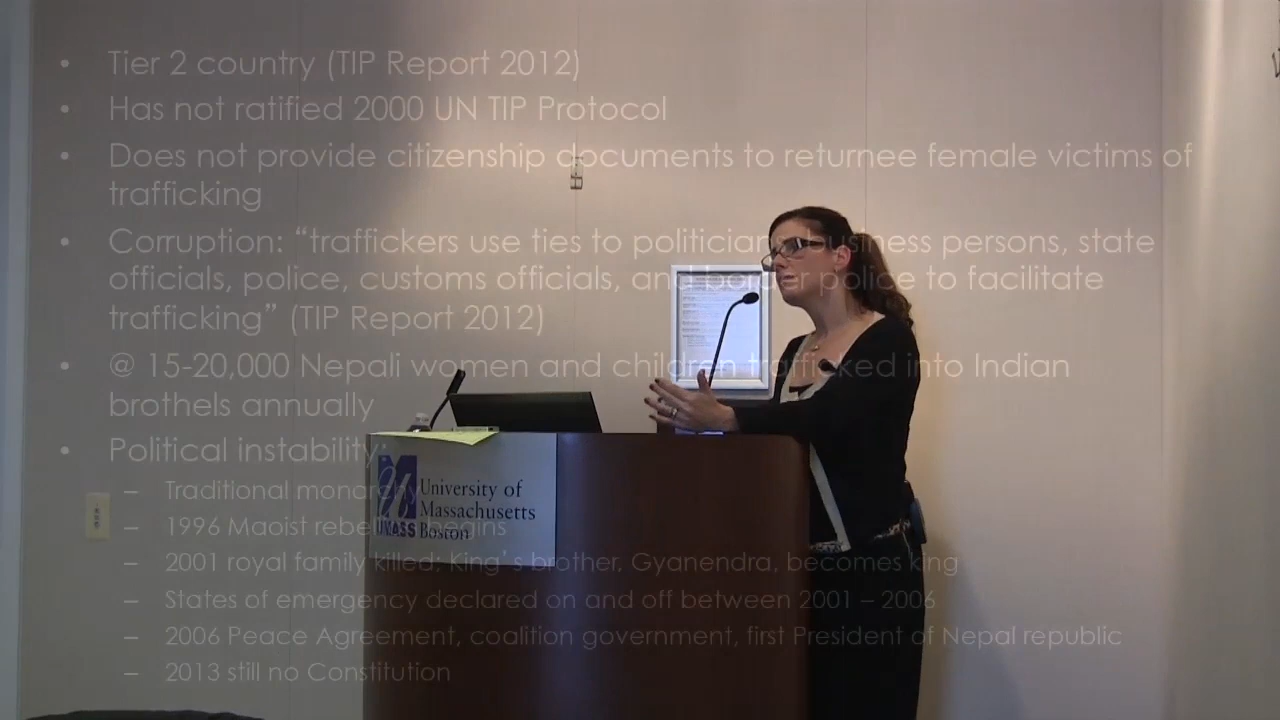 • Tier 2 country (TIP Report 2012)
• Has not ratified 2000 UN TIP Protocol
• Does not provide citizenship documents to returnee female victims of
trafficking
• Corruption: “traffickers use ties to politicians, business persons, state
officials, police, customs officials, and border police to facilitate
trafficking” (TIP Report 2012)
• @ 15-20,000 Nepali women and children trafficked into Indian
brothels annually
• Political instability:
– Traditional monarchy
– 1996 Maoist rebellion begins
– 2001 royal family killed; King's brother, Gyanendra, becomes king
– States of emergency declared on and off between 2001 – 2006
– 2006 Peace Agreement, coalition government, first President of Nepal republic
– 2013 still no Constitution
UMASS
University of
Massachusetts
Boston